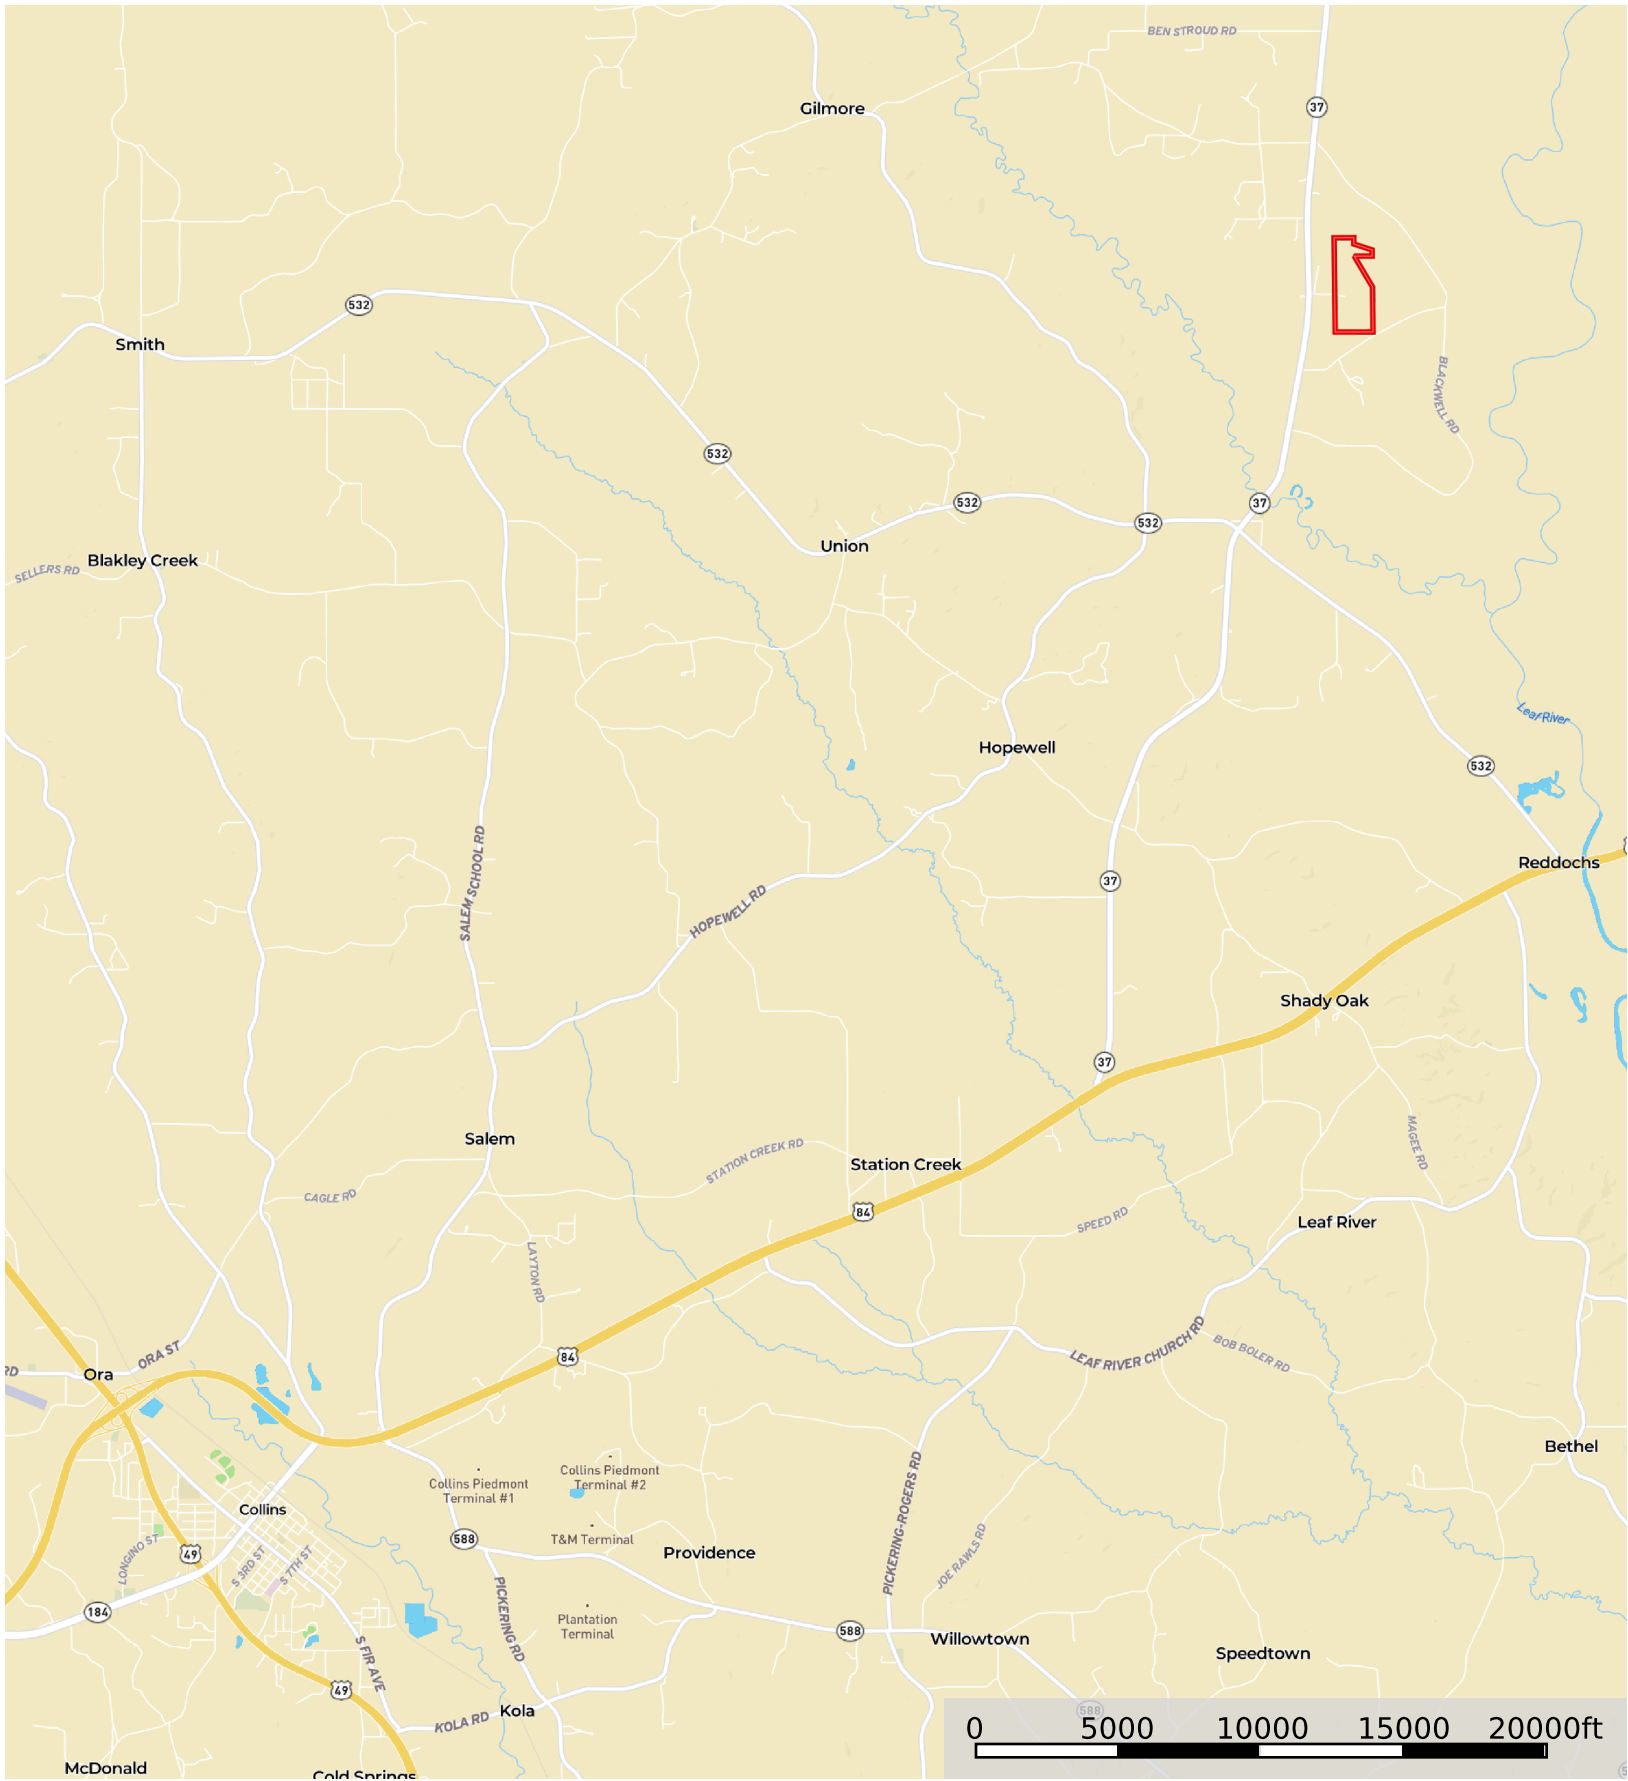 BEN STROUD RD
37
Gilmore
532
Smith
BLACKWELL RD
532
532
37
532
Union
Blakley Creek
SELLERS RD
Leaf River
Hopewell
532
SALEM SCHOOL RD
Reddochs
37
HOPEWELL RD
Shady Oak
37
Salem
MAGEE RD
STATION CREEK RD
Station Creek
CAGLE RD
84
SPEED RD
Leaf River
LAYTON RD
ORA ST
84
LEAF RIVER CHURCH RD
BOB BOLER RD
RD
Ora
Bethel
Collins Piedmont
Terminal #1
Collins Piedmont
Terminal #2
PICKERING-ROGERS RD
Collins
588
T&M Terminal
Providence
LONGINO ST
49
S 3RD ST
S 7TH ST
JOE RAWLS RD
PICKERING RD
184
Plantation
Terminal
588
Willowtown
Speedtown
S FIR AVE
49
Kola
KOLA RD
588
0 5000 10000 15000 20000ft
McDonald
Cold Springs